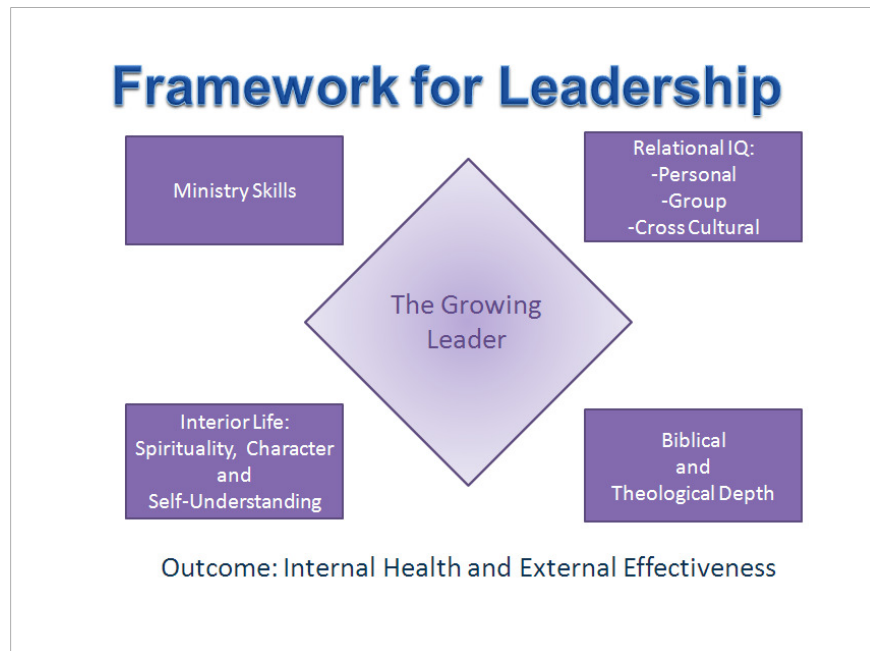 Framework for Leadership
Ministry Skills
Relational IQ:
-Personal
-Group
-Cross Cultural
The Growing
Leader
Interior Life:
Spirituality, Character
and
Self-Understanding
Biblical
and
Theological Depth
Outcome: Internal Health and External Effectiveness